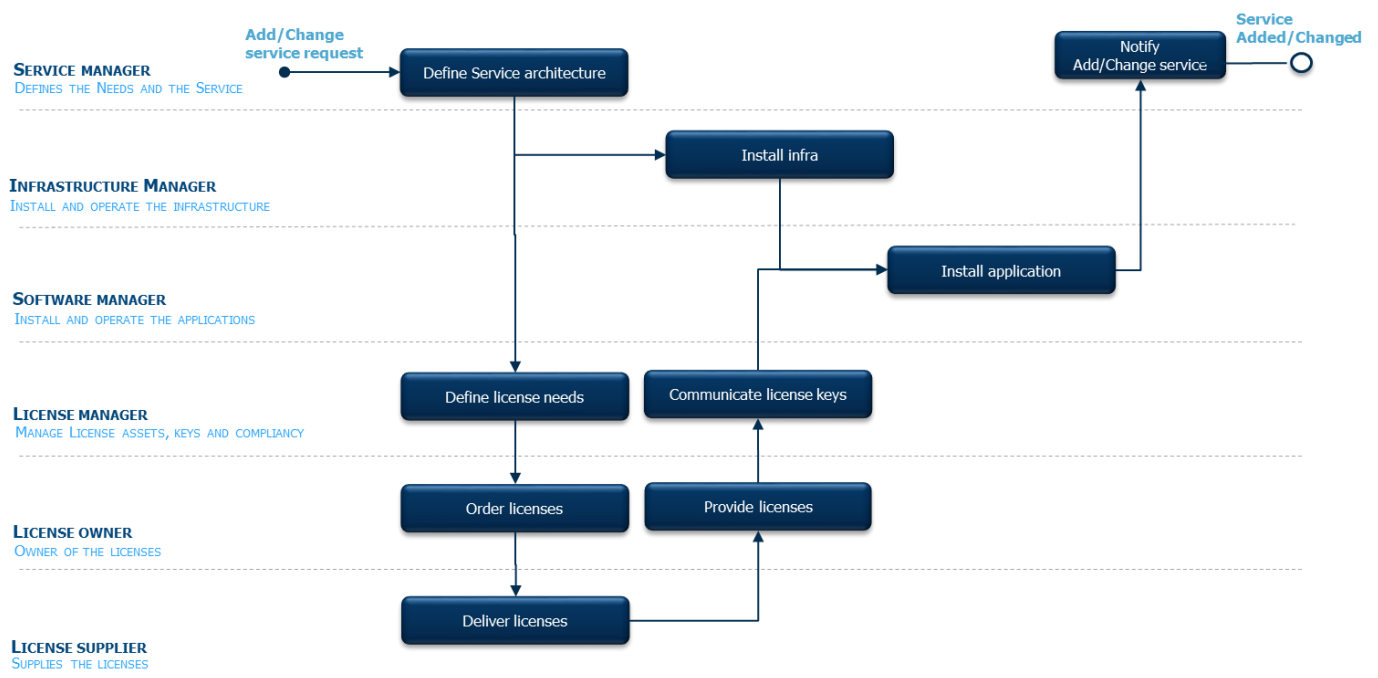 Add/Change
service request
Service
Added/Changed
Notify
Add/Change service
Define Service architecture
SERVICE MANAGER
DEFINES THE NEEDS AND THE SERVICE
Install infra
INFRASTRUCTURE MANAGER
INSTALL AND OPERATE THE INFRASTRUCTURE
Install application
SOFTWARE MANAGER
INSTALL AND OPERATE THE APPLICATIONS
Define license needs
Communicate license keys
LICENSE MANAGER
MANAGE LICENSE ASSETS, KEYS AND COMPLIANCY
Order licenses
Provide licenses
LICENSE OWNER
OWNER OF THE LICENSES
Deliver licenses
LICENSE SUPPLIER
SUPPLIES THE LICENSES